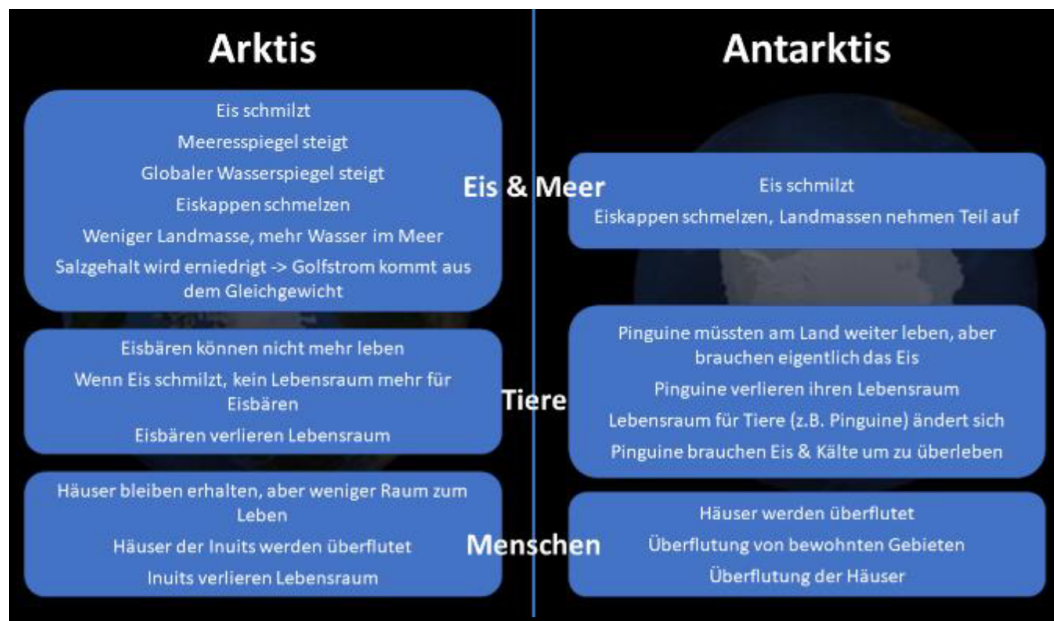 Arktis
Antarktis
Eis & Meer
Eis schmilzt
Meeresspiegel steigt
Globaler Wasserspiegel steigt
Eiskappen schmelzen
Weniger Landmasse, mehr Wasser im Meer
Salzgehalt wird erniedrigt -> Golfstrom kommt aus
dem Gleichgewicht
Eis schmilzt
Eiskappen schmelzen, Landmassen nehmen Teil auf
Tiere
Eisbären können nicht mehr leben
Wenn Eis schmilzt, kein Lebensraum mehr für
Eisbären
Eisbären verlieren Lebensraum
Pinguine müssten am Land weiter leben, aber
brauchen eigentlich das Eis
Pinguine verlieren ihren Lebensraum
Lebensraum für Tiere (z.B. Pinguine) ändert sich
Pinguine brauchen Eis & Kälte um zu überleben
Menschen
Häuser bleiben erhalten, aber weniger Raum zum
Leben
Häuser der Inuits werden überflutet
Inuits verlieren Lebensraum
Häuser werden überflutet
Überflutung von bewohnten Gebieten
Überflutung der Häuser